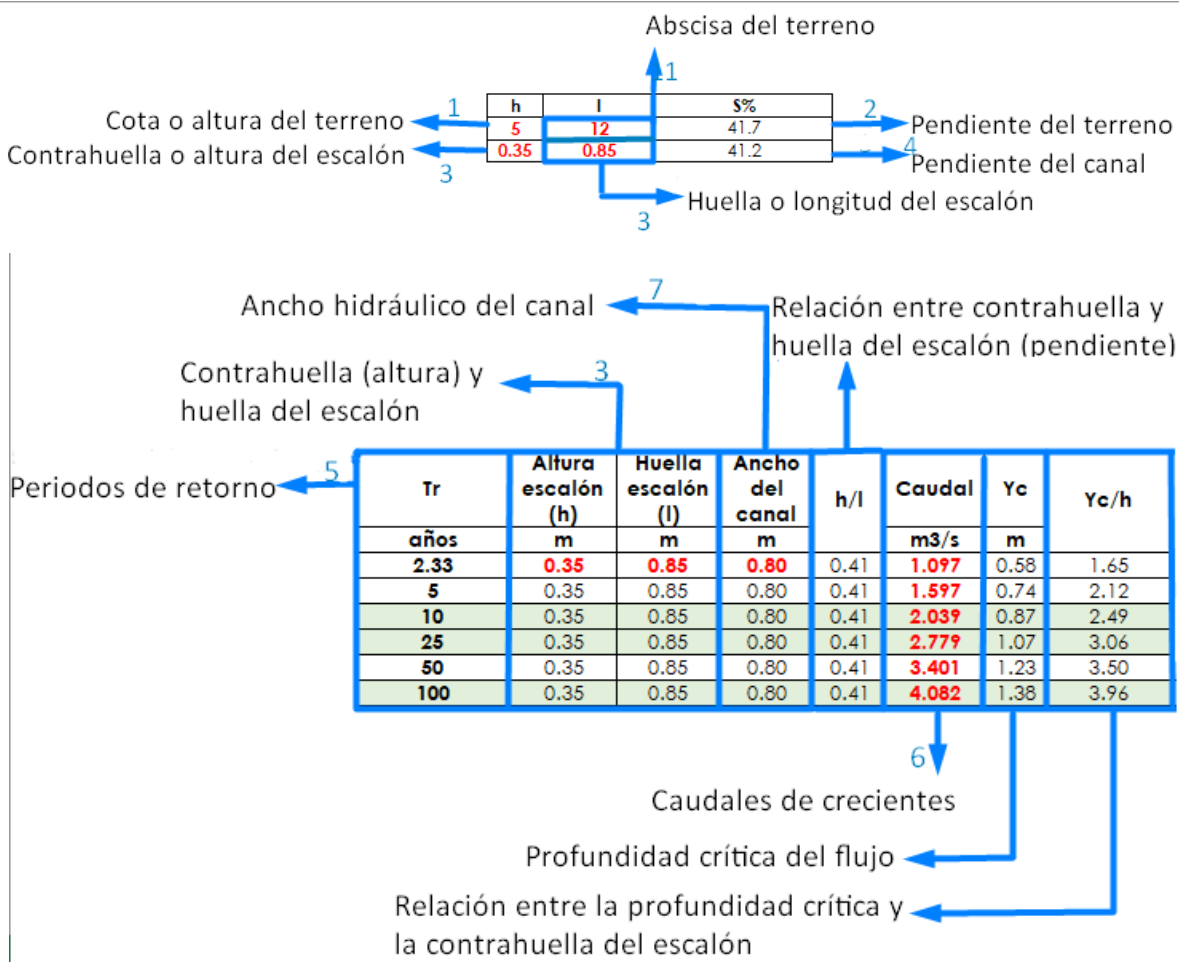 Abscisa del terreno
11
1 h l S% 2
Cota o altura del terreno 5 12 41.7 Pendiente del terreno
Contrahuella o altura del escalón 0.35 0.85 41.2 4 Pendiente del canal
3
Huella o longitud del escalón
3
Ancho hidráulico del canal 7 Relación entre contrahuella y
huella del escalón (pendiente)
Contrahuella (altura) y 3
huella del escalón
Periodos de retorno 5
Tr Altura escalón (h) Huella escalón (l) Ancho del canal h/l Caudal Yc Yc/h
años m m m m3/s m
2.33 0.35 0.85 0.80 0.41 1.097 0.58 1.65
5 0.35 0.85 0.80 0.41 1.597 0.74 2.12
10 0.35 0.85 0.80 0.41 2.039 0.87 2.49
25 0.35 0.85 0.80 0.41 2.779 1.07 3.06
50 0.35 0.85 0.80 0.41 3.401 1.23 3.50
100 0.35 0.85 0.80 0.41 4.082 1.38 3.96
6
Caudales de crecientes
Profundidad crítica del flujo
Relación entre la profundidad crítica y
la contrahuella del escalón